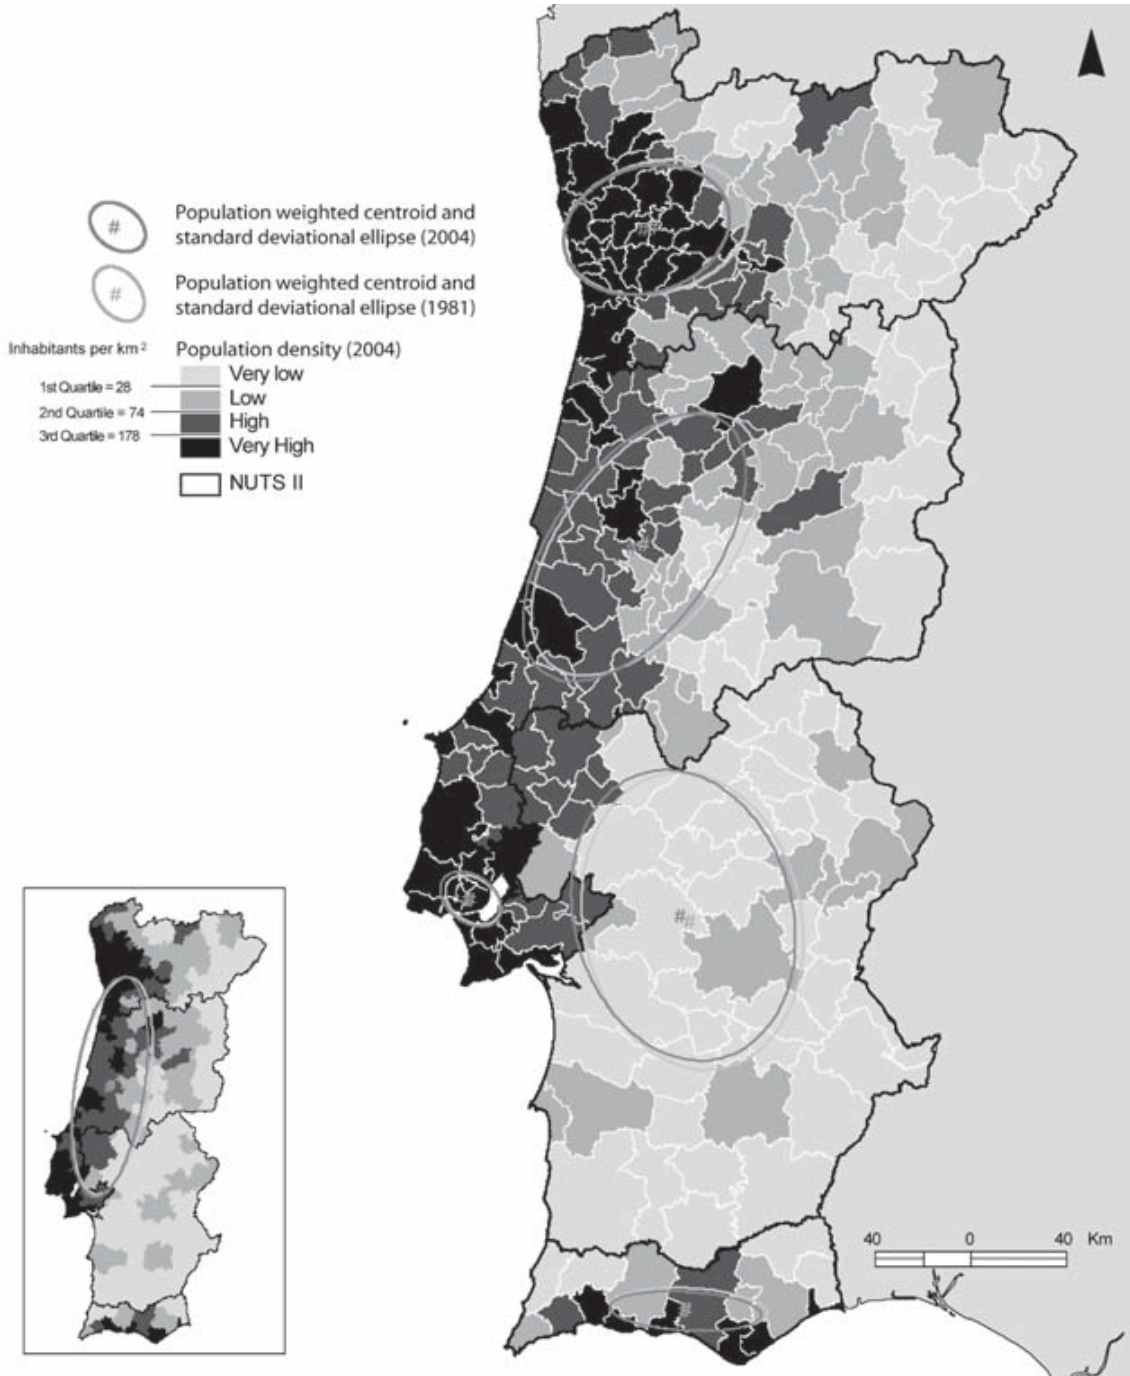 #
Population weighted centroid and
standard deviational ellipse (2004)
#
Population weighted centroid and
standard deviational ellipse (1981)
Inhabitants per km²
Population density (2004)
Very low
1st Quartile = 28
Low
2nd Quartile = 74
High
3rd Quartile = 178
Very High
NUTS II
# #
# #
# #
#
#
40 0 40 Km